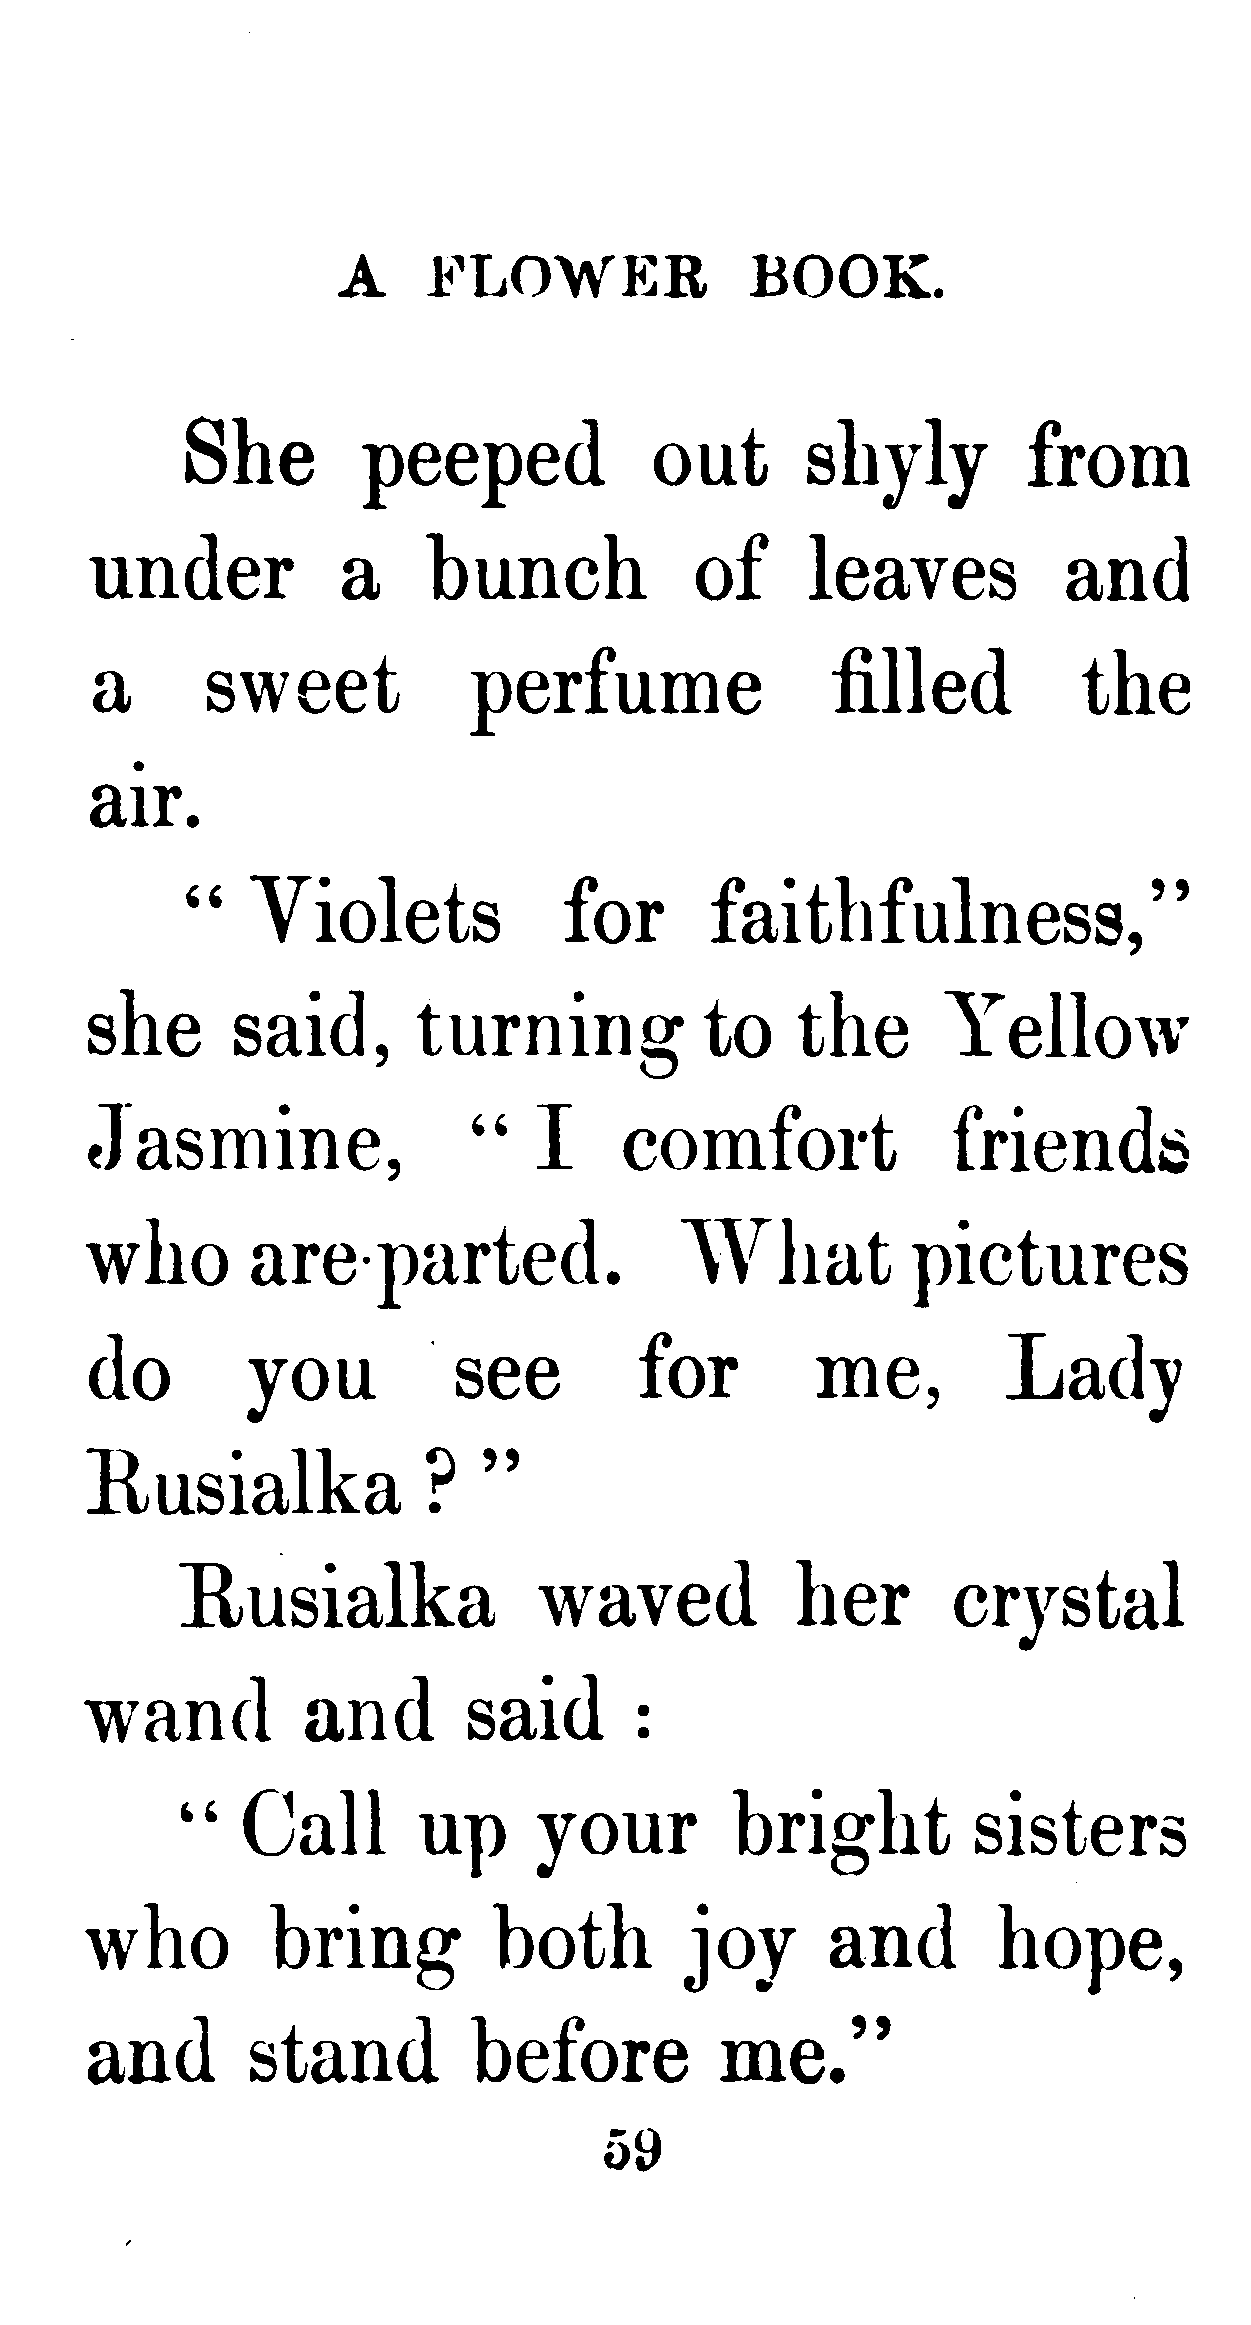 A FLOWER BOOK.
She peeped out shyly from
under a bunch of leaves and
a sweet perfume filled the
air.
“ Violets for faithfulness,”
she said, turning to the Yellow
Jasmine, “ I comfort friends
who are parted. What pictures
do you see for me, Lady
Rusialka ? ”
Rusialka waved her crystal
wand and said :
“ Call up your bright sisters
who bring both joy and hope,
and stand before me.”
59